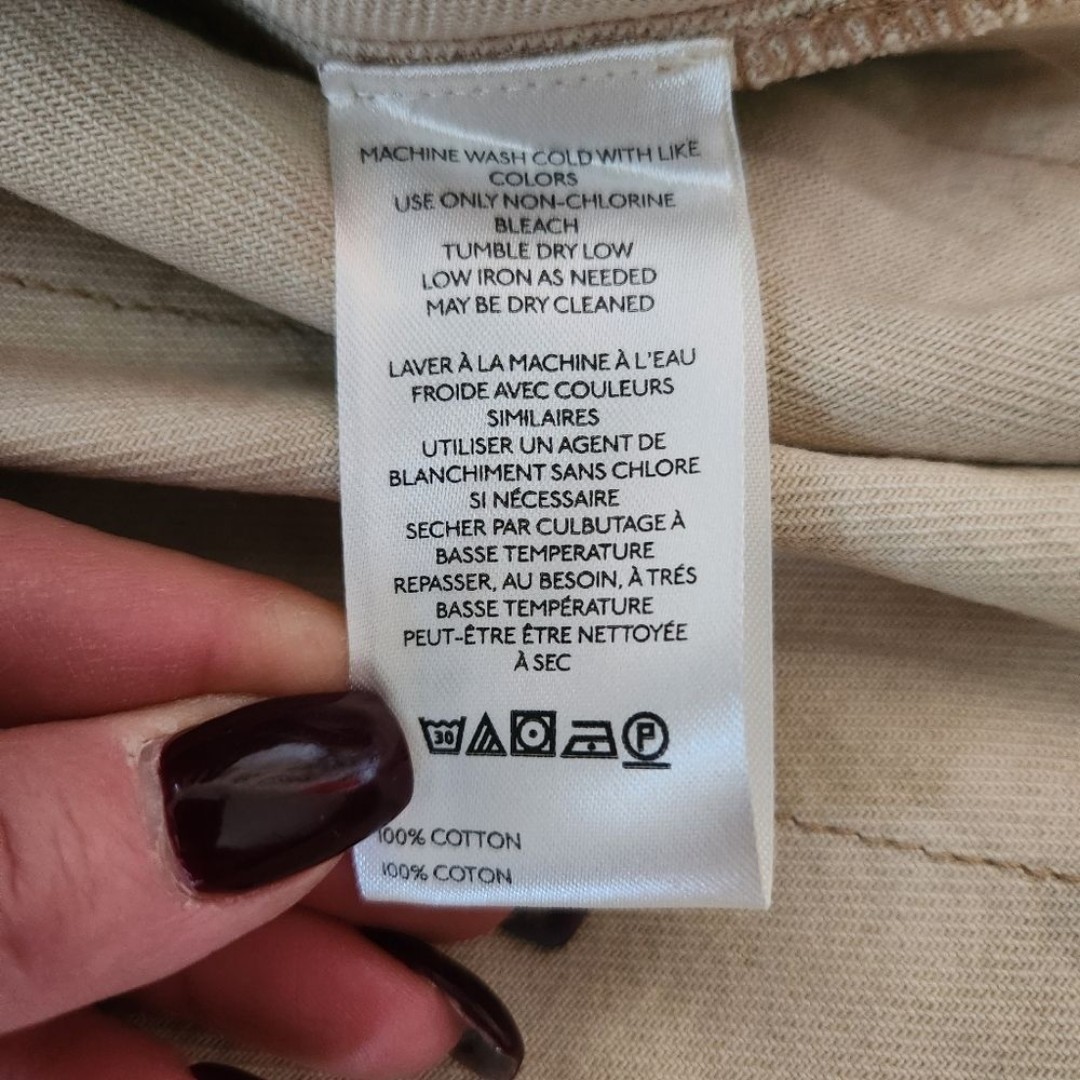 MACHINE WASH COLD WITH LIKE
COLORS
USE ONLY NON-CHLORINE
BLEACH
TUMBLE DRY LOW
LOW IRON AS NEEDED
MAY BE DRY CLEANED
LAVER À LA MACHINE À L'EAU
FROIDE AVEC COULEURS
SIMILAIRES
UTILISER UN AGENT DE
BLANCHIMENT SANS CHLORE
SI NÉCESSAIRE
SECHER PAR CULBUTAGE À
BASSE TEMPERATURE
REPASSER, AU BESOIN, À TRÉS
BASSE TEMPÉRATURE
PEUT-ÊTRE ÊTRE NETTOYÉE
À SEC
30 P
100% COTTON
100% COTON